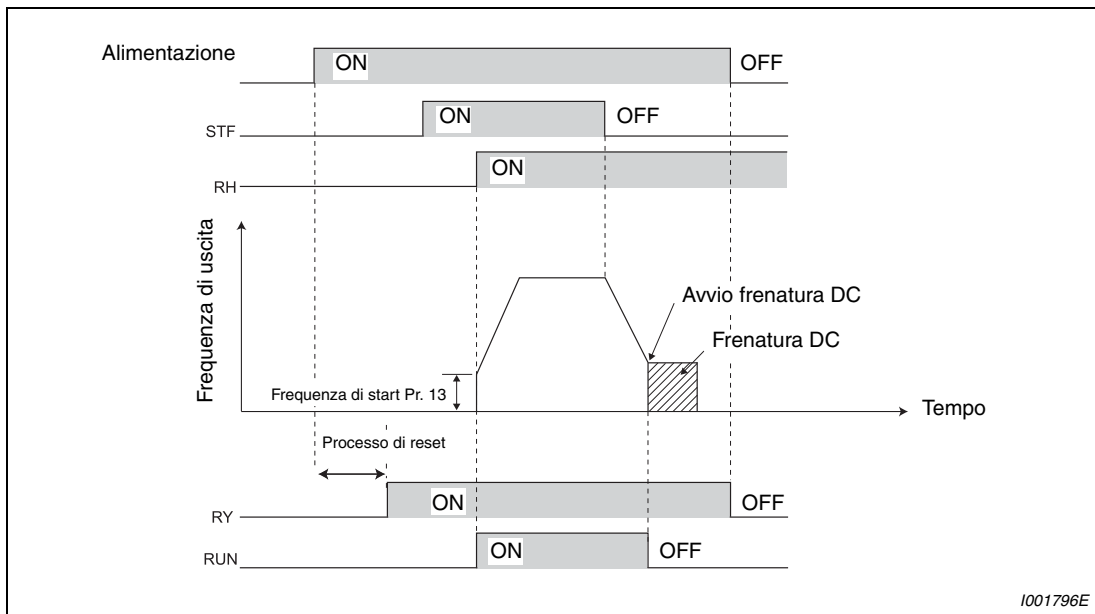 Alimentazione
ON
OFF
STF
ON
OFF
RH
ON
Frequenza di uscita
Avvio frenatura DC
Frenatura DC
Frequenza di start Pr. 13
Tempo
Processo di reset
RY
ON
OFF
RUN
ON
OFF
I001796E